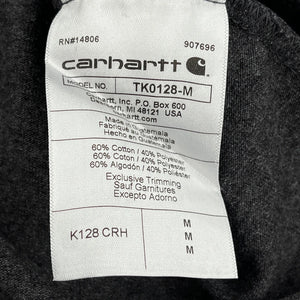 RN#14806 907696
carhartt
MODEL NO. TK0128-M
Carhartt, Inc. P.O. Box 600
Dearborn, MI 48121 USA
www.carhartt.com
Made in Guatemala
Fabriqué au Guatemala
Hecho en Guatemala
60% Cotton / 40% Polyester
60% Coton / 40% Polyester
60% Algodón / 40% Poliéster
Exclusive Trimming
Sauf Garnitures
Excepto Adorno
K128 CRH M
M
M